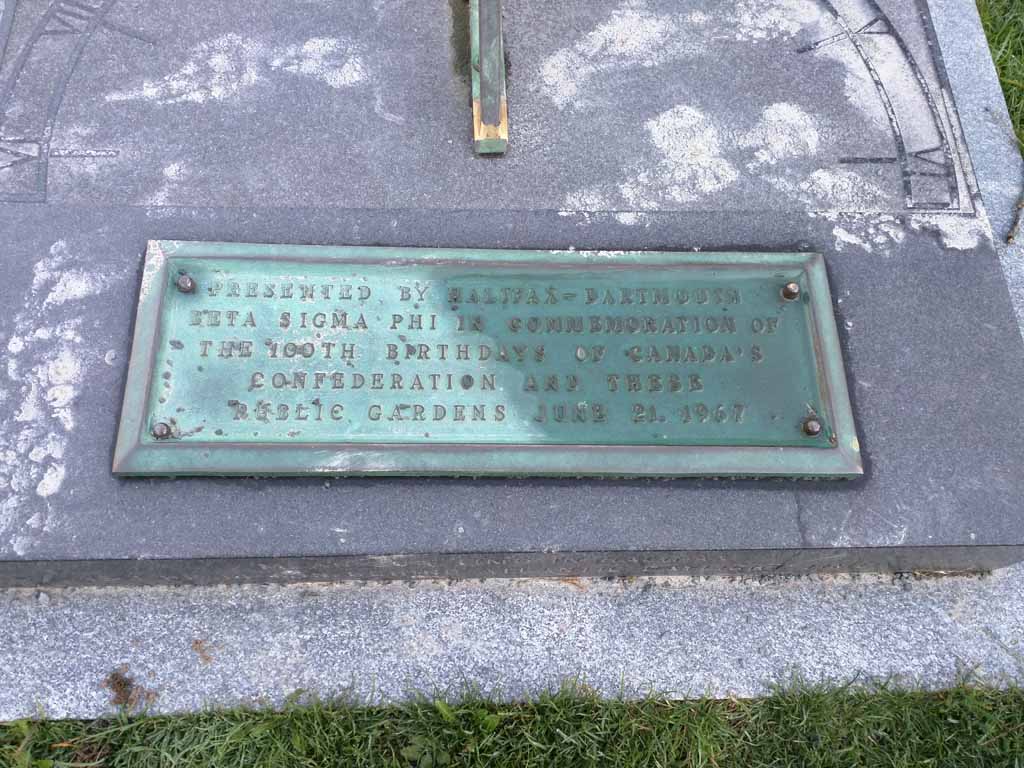 PRESENTED BY HALIFAX-DARTMOUTH
BETA SIGMA PHI IN COMMEMORATION OF
THE 100TH BIRTHDAYS OF CANADA'S
CONFEDERATION AND THESE
PUBLIC GARDENS JUNE 21. 1967